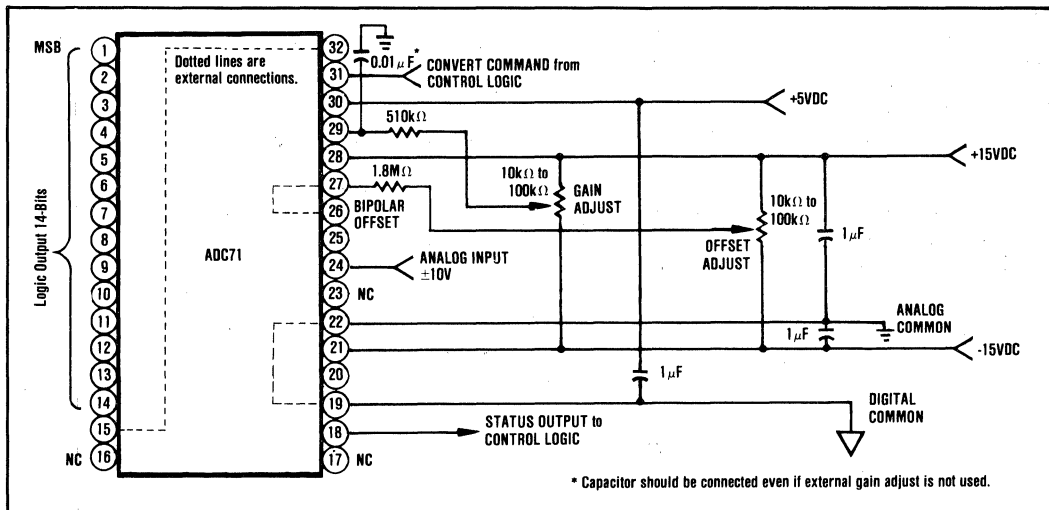 MSB
1
2
3
4
5
6
7
8
9
10
11
12
13
14
15
NC 16
Logic Output 14-Bits
Dotted lines are
external connections.
ADC71
32
31
30
29
28
27
26
25
24
23 NC
22
21
20
19
18
17 NC
0.01 μF*
CONVERT COMMAND from
CONTROL LOGIC
+5VDC
510kΩ
+15VDC
1.8MΩ
BIPOLAR
OFFSET
10kΩ to
100kΩ
GAIN
ADJUST
10kΩ to
100kΩ
OFFSET
ADJUST
1μF
ANALOG INPUT
±10V
ANALOG
COMMON
1μF
-15VDC
1μF
DIGITAL
COMMON
STATUS OUTPUT to
CONTROL LOGIC
* Capacitor should be connected even if external gain adjust is not used.